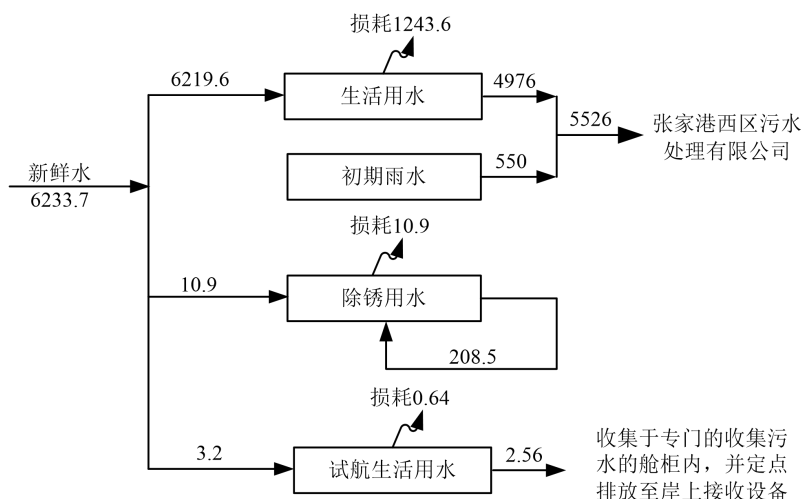 损耗1243.6
6219.6
生活用水
4976
5526
张家港西区污水
处理有限公司
新鲜水
6233.7
初期雨水
550
损耗10.9
10.9
除锈用水
208.5
损耗0.64
3.2
试航生活用水
2.56
收集于专门的收集污
水的舱柜内，并定点
排放至岸上接收设备